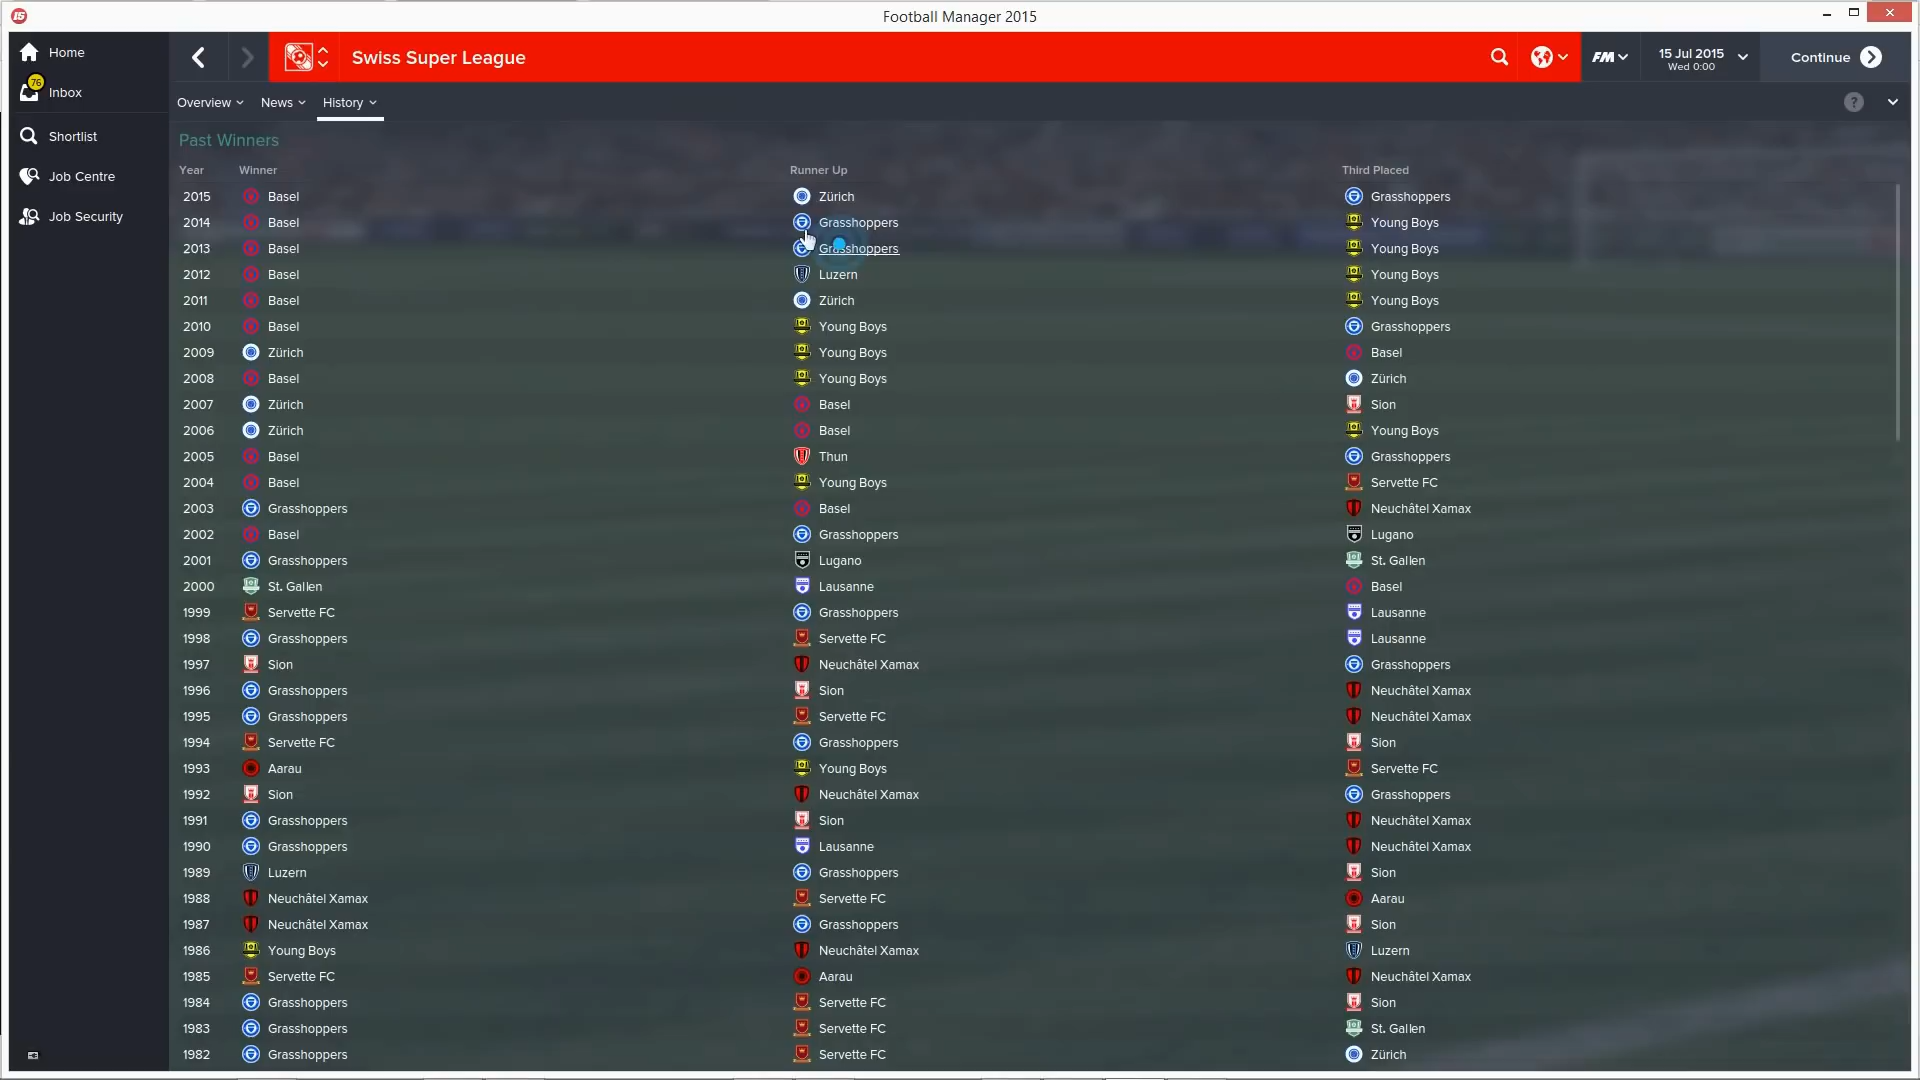 Football Manager 2015
Home
Swiss Super League
FM
15 Jul 2015
Wed 0:00
Continue
76
Inbox
Overview
News
History
?
Shortlist
Job Centre
Job Security
Past Winners
Year Winner Runner Up Third Placed
2015 Basel Zürich Grasshoppers
2014 Basel Grasshoppers Young Boys
2013 Basel Grasshoppers Young Boys
2012 Basel Luzern Young Boys
2011 Basel Zürich Young Boys
2010 Basel Young Boys Grasshoppers
2009 Zürich Young Boys Basel
2008 Basel Young Boys Zürich
2007 Zürich Basel Sion
2006 Zürich Basel Young Boys
2005 Basel Thun Grasshoppers
2004 Basel Young Boys Servette FC
2003 Grasshoppers Basel Neuchâtel Xamax
2002 Basel Grasshoppers Lugano
2001 Grasshoppers Lugano St. Gallen
2000 St. Gallen Lausanne Basel
1999 Servette FC Grasshoppers Lausanne
1998 Grasshoppers Servette FC Lausanne
1997 Sion Neuchâtel Xamax Grasshoppers
1996 Grasshoppers Sion Neuchâtel Xamax
1995 Grasshoppers Servette FC Neuchâtel Xamax
1994 Servette FC Grasshoppers Sion
1993 Aarau Young Boys Servette FC
1992 Sion Neuchâtel Xamax Grasshoppers
1991 Grasshoppers Sion Neuchâtel Xamax
1990 Grasshoppers Lausanne Neuchâtel Xamax
1989 Luzern Grasshoppers Sion
1988 Neuchâtel Xamax Servette FC Aarau
1987 Neuchâtel Xamax Grasshoppers Sion
1986 Young Boys Neuchâtel Xamax Luzern
1985 Servette FC Aarau Neuchâtel Xamax
1984 Grasshoppers Servette FC Sion
1983 Grasshoppers Servette FC St. Gallen
1982 Grasshoppers Servette FC Zürich